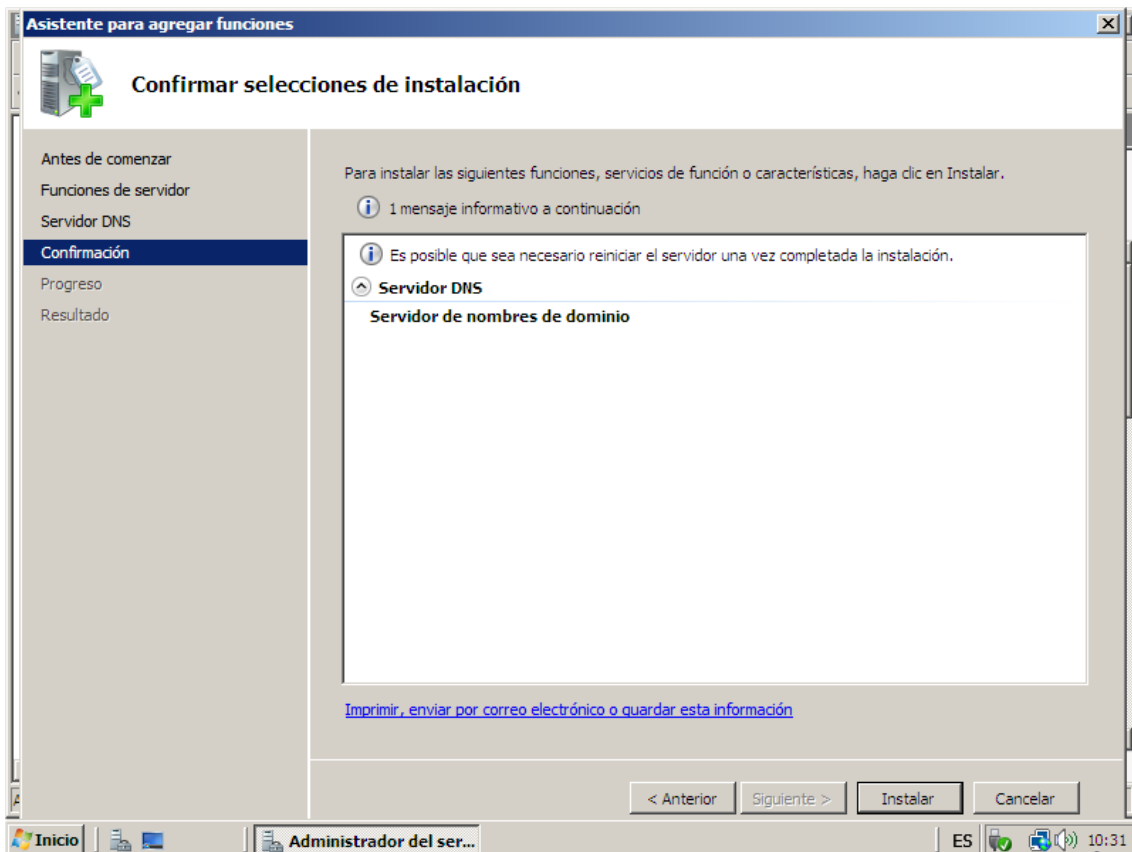 Asistente para agregar funciones
Confirmar selecciones de instalación
Antes de comenzar
Funciones de servidor
Servidor DNS
Confirmación
Progreso
Resultado
Para instalar las siguientes funciones, servicios de función o características, haga clic en Instalar.
1 mensaje informativo a continuación
Es posible que sea necesario reiniciar el servidor una vez completada la instalación.
Servidor DNS
Servidor de nombres de dominio
Imprimir, enviar por correo electrónico o guardar esta información
< Anterior
Siguiente >
Instalar
Cancelar
Inicio
Administrador del ser...
ES
10:31